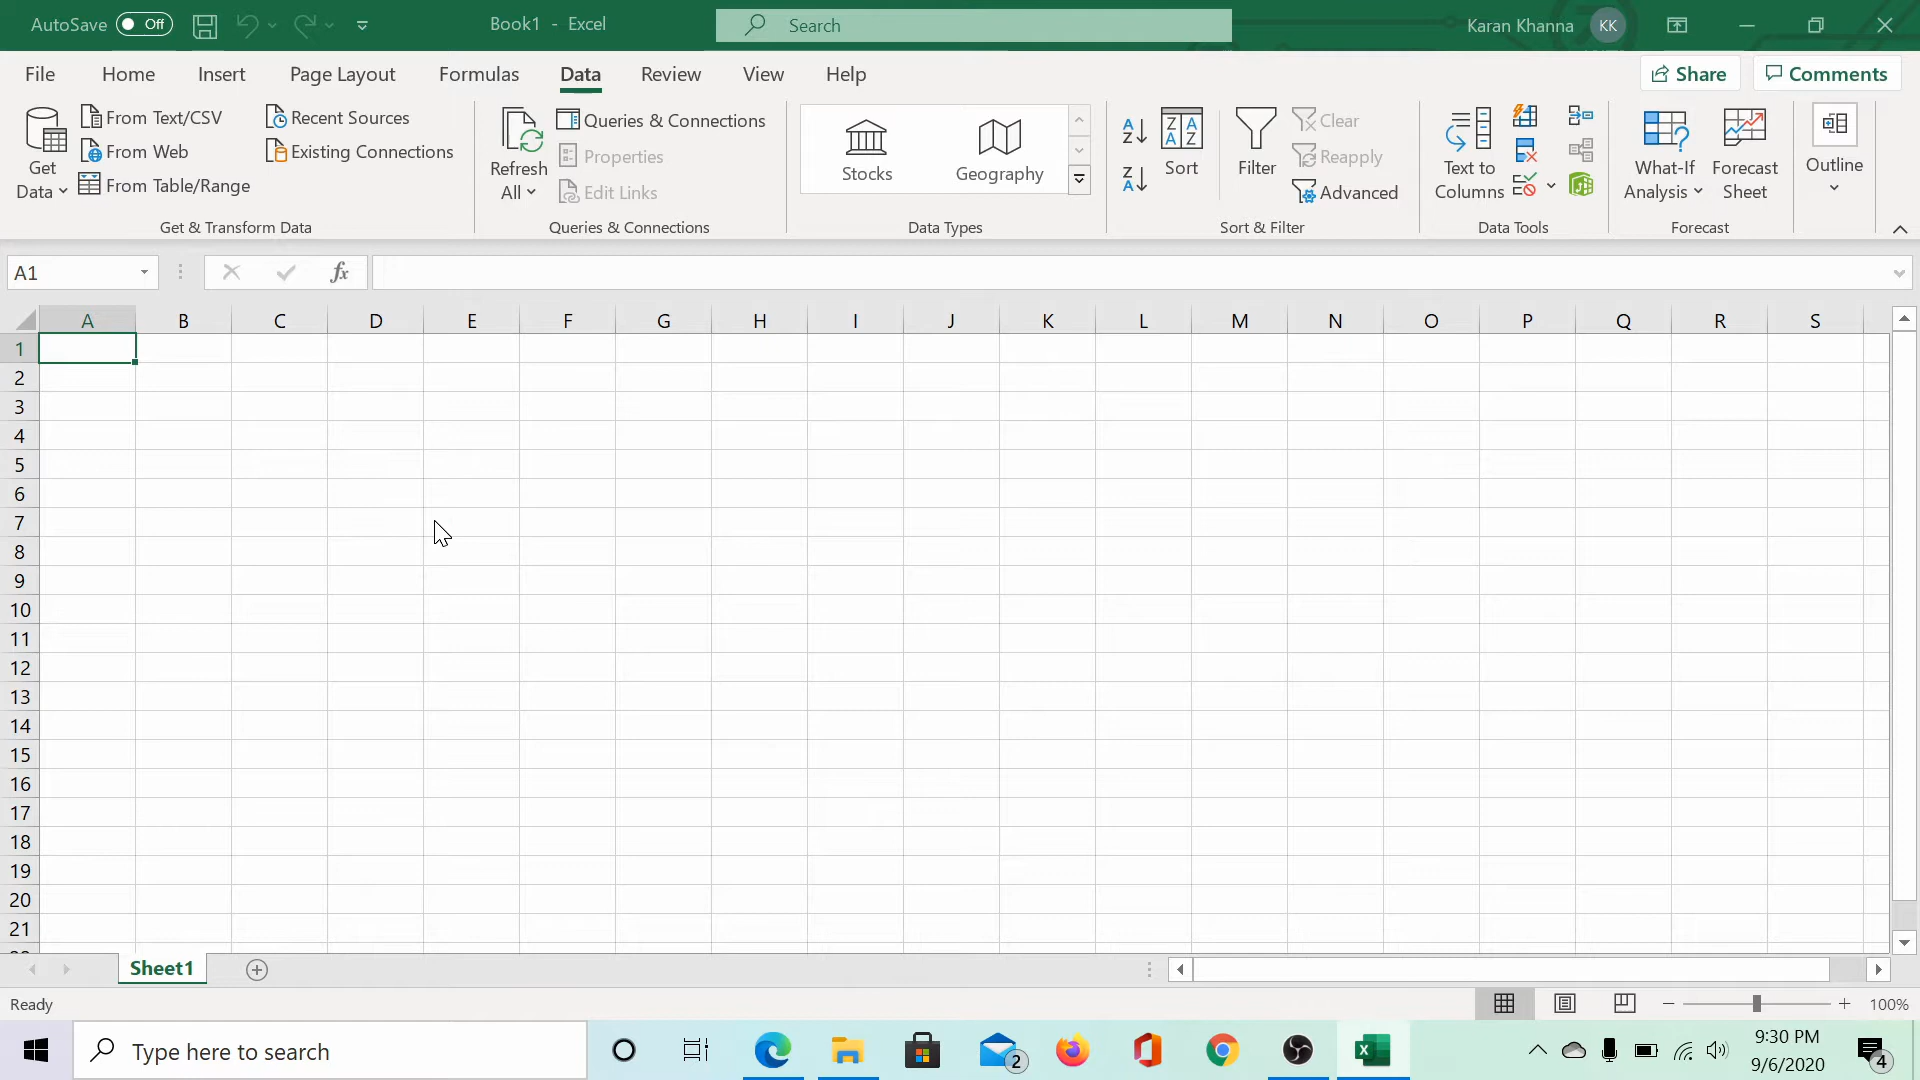 AutoSave Off Book1 - Excel Search Karan Khanna KK
File Home Insert Page Layout Formulas Data Review View Help Share Comments
Get Data
From Text/CSV
From Web
From Table/Range
Recent Sources
Existing Connections
Get & Transform Data
Refresh All
Queries & Connections
Properties
Edit Links
Queries & Connections
Stocks
Geography
Data Types
Sort
Filter
Clear
Reapply
Advanced
Sort & Filter
Text to Columns
Data Tools
What-If Analysis
Forecast Sheet
Forecast
Outline
A1 fx
A B C D E F G H I J K L M N O P Q R S
1
2
3
4
5
6
7
8
9
10
11
12
13
14
15
16
17
18
19
20
21
Sheet1
Ready 100%
Type here to search
2
9:30 PM
9/6/2020
4